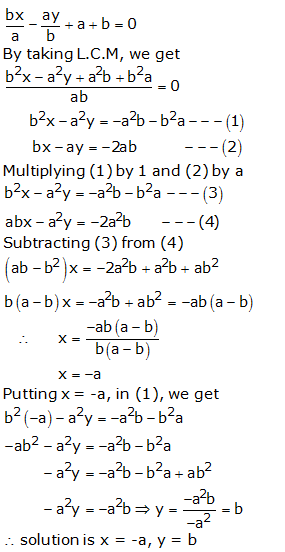 bx/a − ay/b + a + b = 0
By taking L.C.M, we get
(b²x − a²y + a²b + b²a)/ab = 0
b²x − a²y = −a²b − b²a − − − (1)
bx − ay = −2ab − − − (2)
Multiplying (1) by 1 and (2) by a
b²x − a²y = −a²b − b²a − − − (3)
abx − a²y = −2a²b − − − (4)
Subtracting (3) from (4)
(ab − b²)x = −2a²b + a²b + ab²
b(a − b)x = −a²b + ab² = −ab(a − b)
∴ x = −ab(a − b)/b(a − b)
x = −a
Putting x = -a, in (1), we get
b²(−a) − a²y = −a²b − b²a
−ab² − a²y = −a²b − b²a
− a²y = −a²b − b²a + ab²
− a²y = −a²b ⇒ y = −a²b/−a² = b
∴ solution is x = -a, y = b